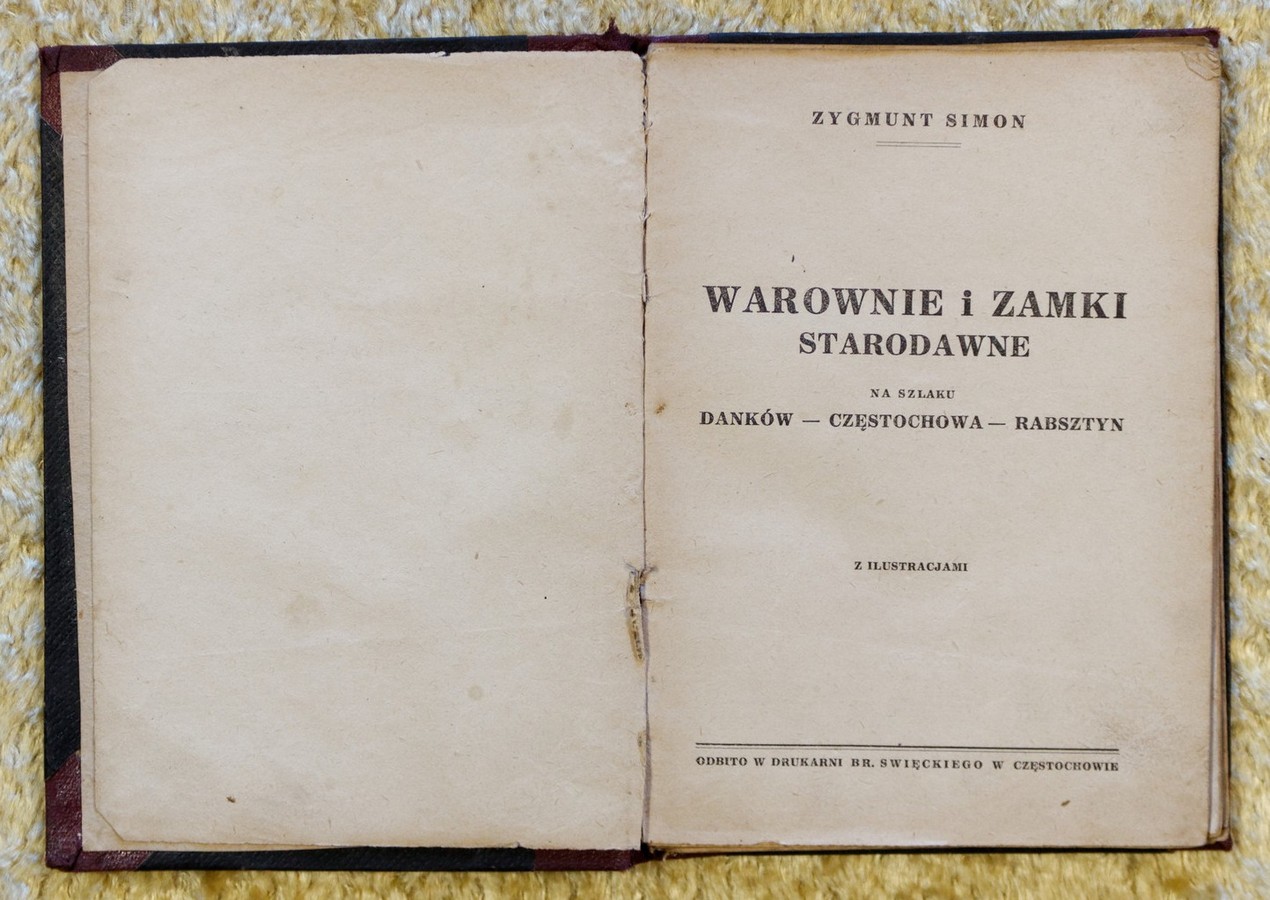 ZYGMUNT SIMON
WAROWNIE i ZAMKI
STARODAWNE
NA SZLAKU
DANKÓW — CZĘSTOCHOWA — RABSZTYN
Z ILUSTRACJAMI
ODBITO W DRUKARNI BR. SWIĘCKIEGO W CZĘSTOCHOWIE